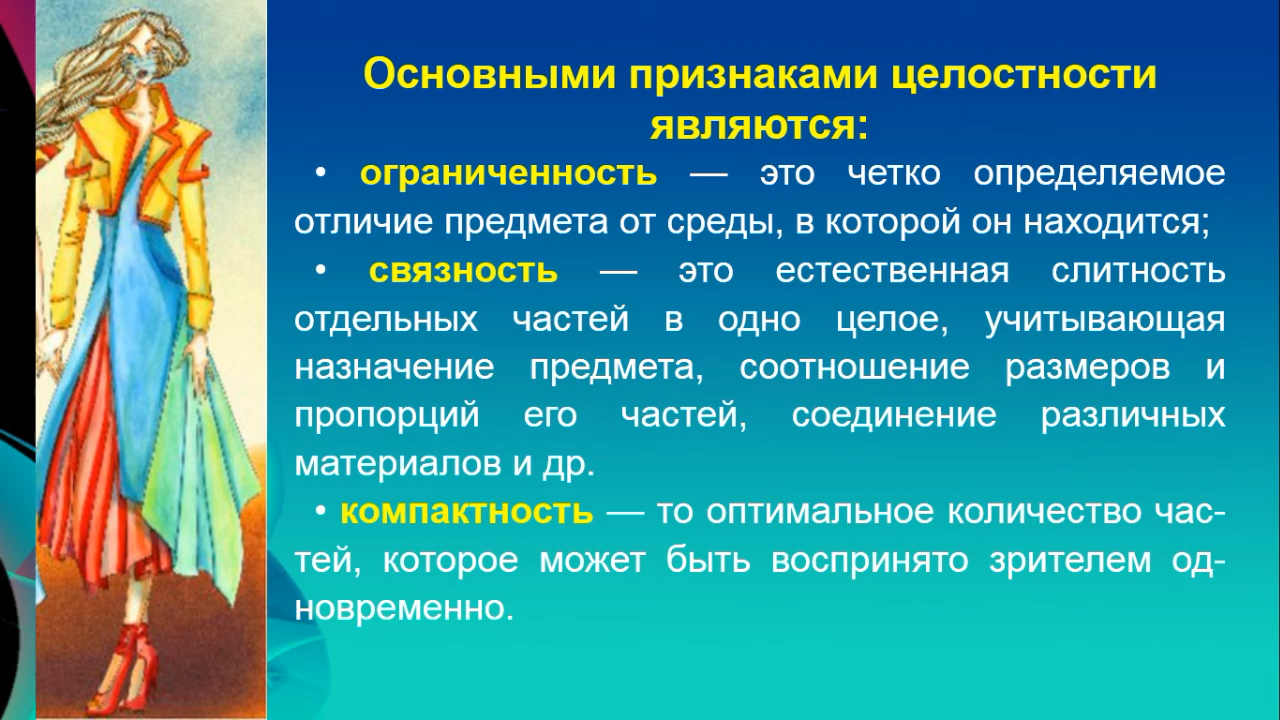 Основными признаками целостности
являются:
• ограниченность — это четко определяемое
отличие предмета от среды, в которой он находится;
• связность — это естественная слитность
отдельных частей в одно целое, учитывающая
назначение предмета, соотношение размеров и
пропорций его частей, соединение различных
материалов и др.
• компактность — то оптимальное количество час-
тей, которое может быть воспринято зрителем од-
новременно.